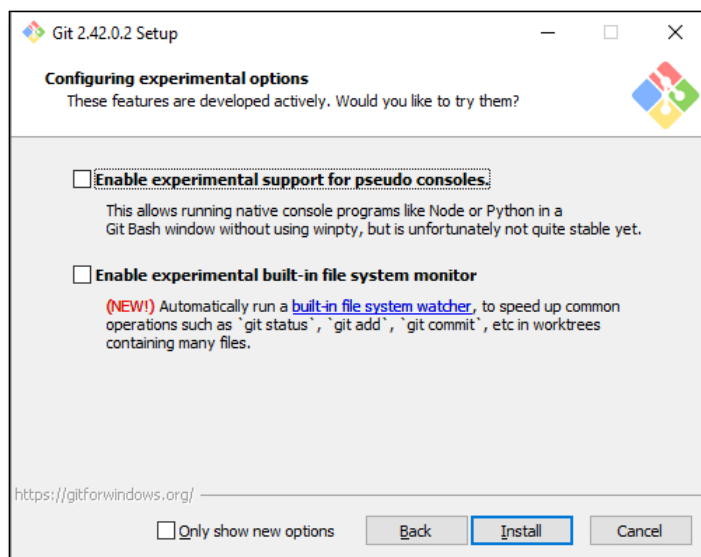 Git 2.42.0.2 Setup
Configuring experimental options
These features are developed actively. Would you like to try them?
Enable experimental support for pseudo consoles.
This allows running native console programs like Node or Python in a
Git Bash window without using winpty, but is unfortunately not quite stable yet.
Enable experimental built-in file system monitor
(NEW!) Automatically run a built-in file system watcher, to speed up common
operations such as `git status`, `git add`, `git commit`, etc in worktrees
containing many files.
https://gitforwindows.org/
Only show new options Back Install Cancel